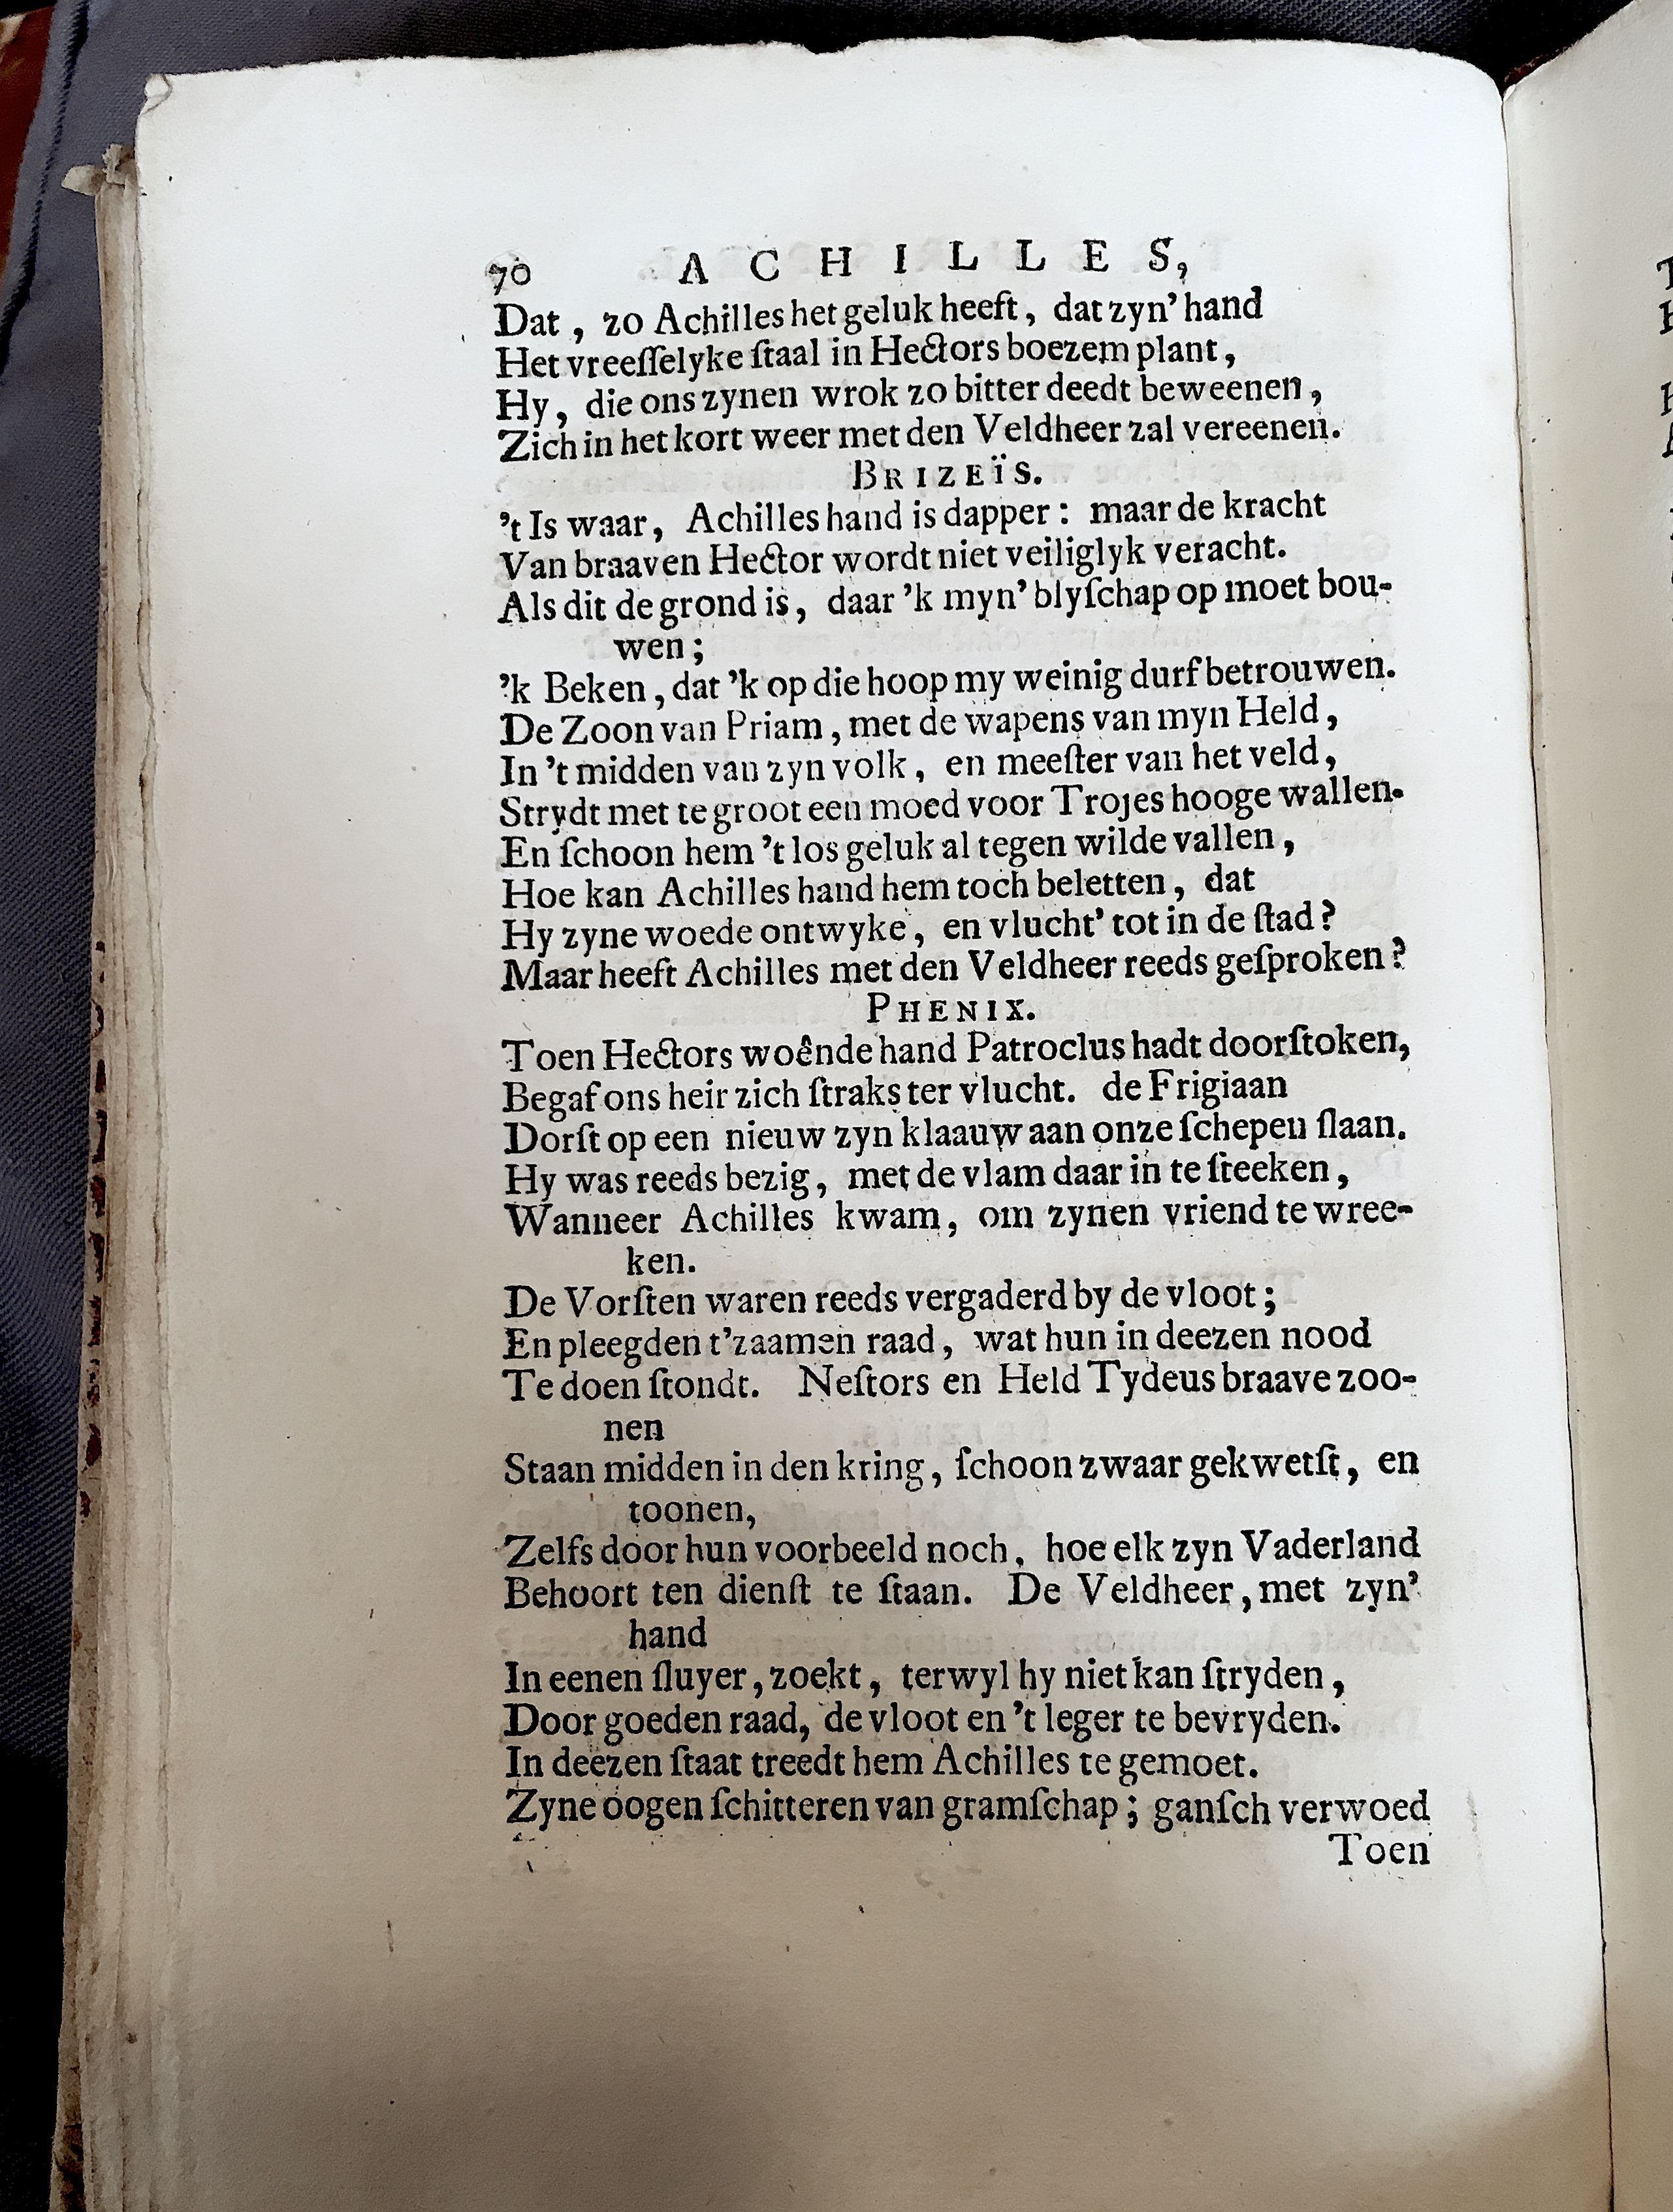 70 ACHILLES,
Dat, zo Achilles het geluk heeft, dat zyn' hand
Het vreeſſelyke ſtaal in Hectors boezem plant,
Hy, die ons zynen wrok zo bitter deedt beweenen,
Zich in het kort weer met den Veldheer zal vereenen.
BRIZEÏS.
't Is waar, Achilles hand is dapper: maar de kracht
Van braaven Hector wordt niet veiliglyk veracht.
Als dit de grond is, daar 'k myn' blyſchap op moet bou-
wen;
'k Beken, dat 'k op die hoop my weinig durf betrouwen.
De Zoon van Priam, met de wapens van myn Held,
In 't midden van zyn volk, en meeſter van het veld,
Strydt met te groot een moed voor Trojes hooge wallen.
En ſchoon hem 't los geluk al tegen wilde vallen,
Hoe kan Achilles hand hem toch beletten, dat
Hy zyne woede ontwyke, en vlucht' tot in de ſtad?
Maar heeft Achilles met den Veldheer reeds geſproken?
PHENIX.
Toen Hectors woênde hand Patroclus hadt doorſtoken,
Begaf ons heir zich ſtraks ter vlucht. de Frigiaan
Dorſt op een nieuw zyn klaauw aan onze ſchepen ſlaan.
Hy was reeds bezig, met de vlam daar in te ſteeken,
Wanneer Achilles kwam, om zynen vriend te wree-
ken.
De Vorſten waren reeds vergaderd by de vloot;
En pleegden t'zaamen raad, wat hun in deezen nood
Te doen ſtondt. Neſtors en Held Tydeus braave zoo-
nen
Staan midden in den kring, ſchoon zwaar gekwetſt, en
toonen,
Zelfs door hun voorbeeld noch, hoe elk zyn Vaderland
Behoort ten dienſt te ſtaan. De Veldheer, met zyn'
hand
In eenen ſluyer, zoekt, terwyl hy niet kan ſtryden,
Door goeden raad, de vloot en 't leger te bevryden.
In deezen ſtaat treedt hem Achilles te gemoet.
Zyne oogen ſchitteren van gramſchap; ganſch verwoed
Toen